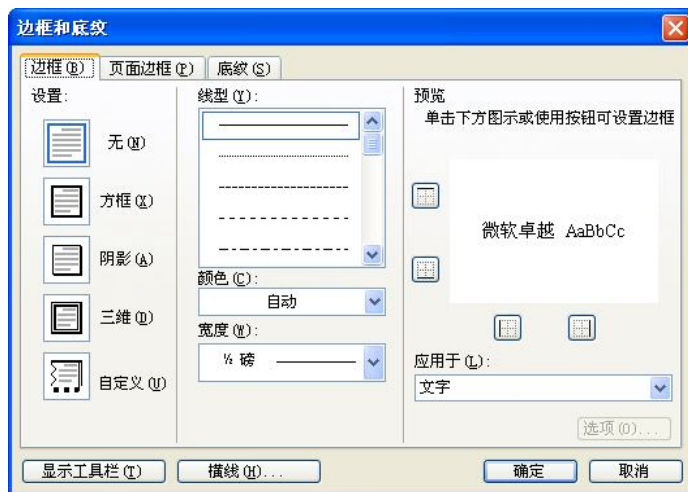 边框和底纹
边框(B) 页面边框(P) 底纹(S)
设置:
无(N)
方框(X)
阴影(A)
三维(D)
自定义(U)
线型(Y):
颜色(C):
自动
宽度(W):
½ 磅
预览
单击下方图示或使用按钮可设置边框
微软卓越 AaBbCc
应用于(L):
文字
选项(O)...
显示工具栏(T) 横线(H)... 确定 取消